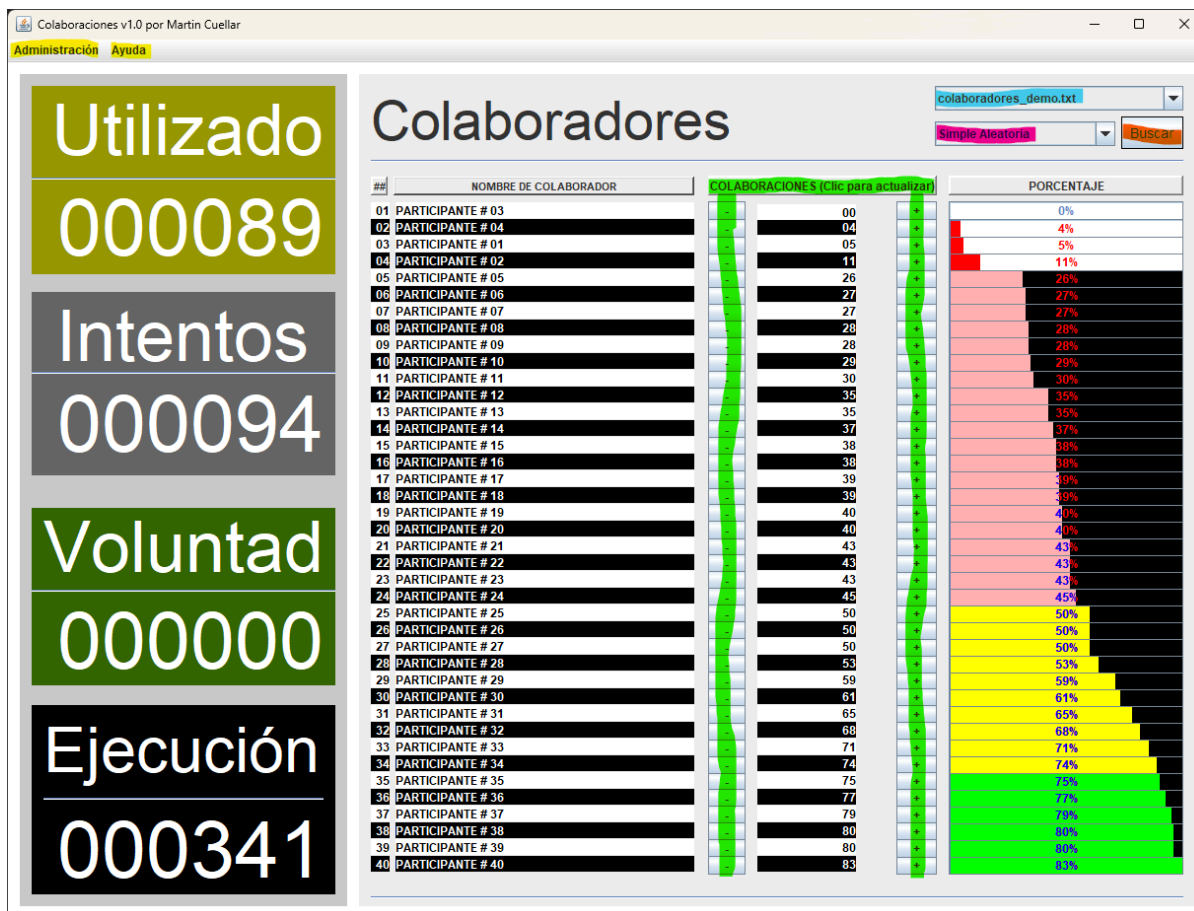 Colaboraciones v1.0 por Martin Cuellar
Administración Ayuda
Utilizado
000089
Intentos
000094
Voluntad
000000
Ejecución
000341
Colaboradores
colaboradores_demo.txt
Simple Aleatoria Buscar
## NOMBRE DE COLABORADOR COLABORACIONES (Clic para actualizar) PORCENTAJE
01 PARTICIPANTE # 03 - 00 + 0%
02 PARTICIPANTE # 04 - 04 + 4%
03 PARTICIPANTE # 01 - 05 + 5%
04 PARTICIPANTE # 02 - 11 + 11%
05 PARTICIPANTE # 05 - 26 + 26%
06 PARTICIPANTE # 06 - 27 + 27%
07 PARTICIPANTE # 07 - 27 + 27%
08 PARTICIPANTE # 08 - 28 + 28%
09 PARTICIPANTE # 09 - 28 + 28%
10 PARTICIPANTE # 10 - 29 + 29%
11 PARTICIPANTE # 11 - 30 + 30%
12 PARTICIPANTE # 12 - 35 + 35%
13 PARTICIPANTE # 13 - 35 + 35%
14 PARTICIPANTE # 14 - 37 + 37%
15 PARTICIPANTE # 15 - 38 + 38%
16 PARTICIPANTE # 16 - 38 + 38%
17 PARTICIPANTE # 17 - 39 + 39%
18 PARTICIPANTE # 18 - 39 + 39%
19 PARTICIPANTE # 19 - 40 + 40%
20 PARTICIPANTE # 20 - 40 + 40%
21 PARTICIPANTE # 21 - 43 + 43%
22 PARTICIPANTE # 22 - 43 + 43%
23 PARTICIPANTE # 23 - 43 + 43%
24 PARTICIPANTE # 24 - 45 + 45%
25 PARTICIPANTE # 25 - 50 + 50%
26 PARTICIPANTE # 26 - 50 + 50%
27 PARTICIPANTE # 27 - 50 + 50%
28 PARTICIPANTE # 28 - 53 + 53%
29 PARTICIPANTE # 29 - 59 + 59%
30 PARTICIPANTE # 30 - 61 + 61%
31 PARTICIPANTE # 31 - 65 + 65%
32 PARTICIPANTE # 32 - 68 + 68%
33 PARTICIPANTE # 33 - 71 + 71%
34 PARTICIPANTE # 34 - 74 + 74%
35 PARTICIPANTE # 35 - 75 + 75%
36 PARTICIPANTE # 36 - 77 + 77%
37 PARTICIPANTE # 37 - 79 + 79%
38 PARTICIPANTE # 38 - 80 + 80%
39 PARTICIPANTE # 39 - 80 + 80%
40 PARTICIPANTE # 40 - 83 + 83%